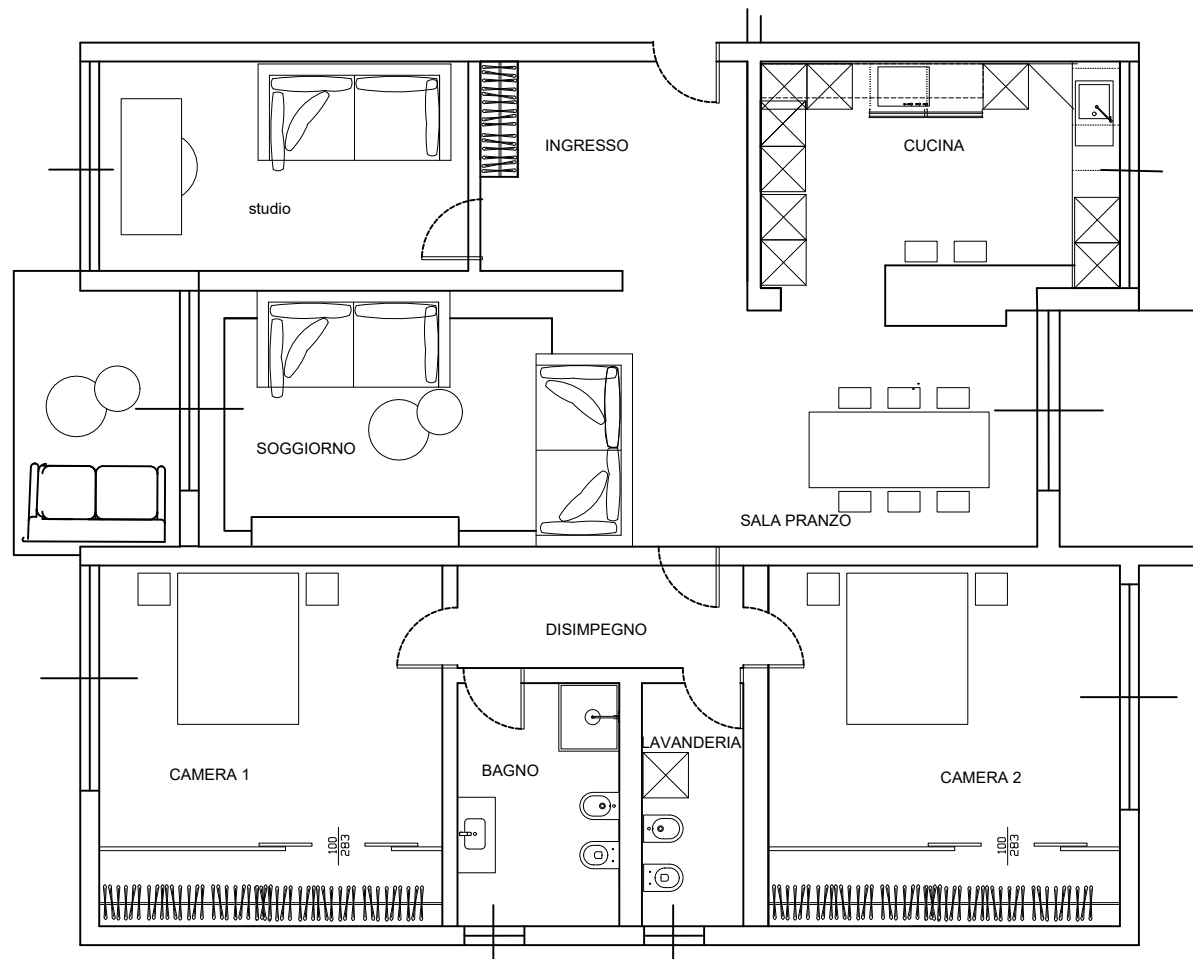 INGRESSO
CUCINA
studio
SOGGIORNO
SALA PRANZO
DISIMPEGNO
LAVANDERIA
BAGNO
CAMERA 1
CAMERA 2
100
283
100
283